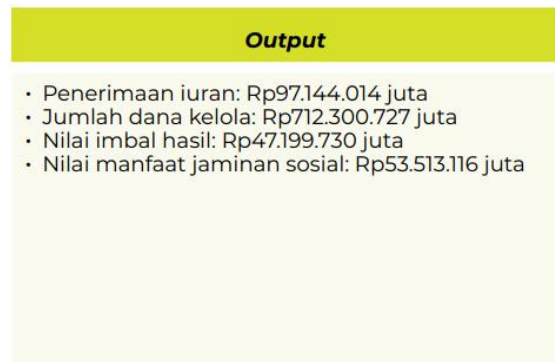 Output
• Penerimaan iuran: Rp97.144.014 juta
• Jumlah dana kelola: Rp712.300.727 juta
• Nilai imbal hasil: Rp47.199.730 juta
• Nilai manfaat jaminan sosial: Rp53.513.116 juta